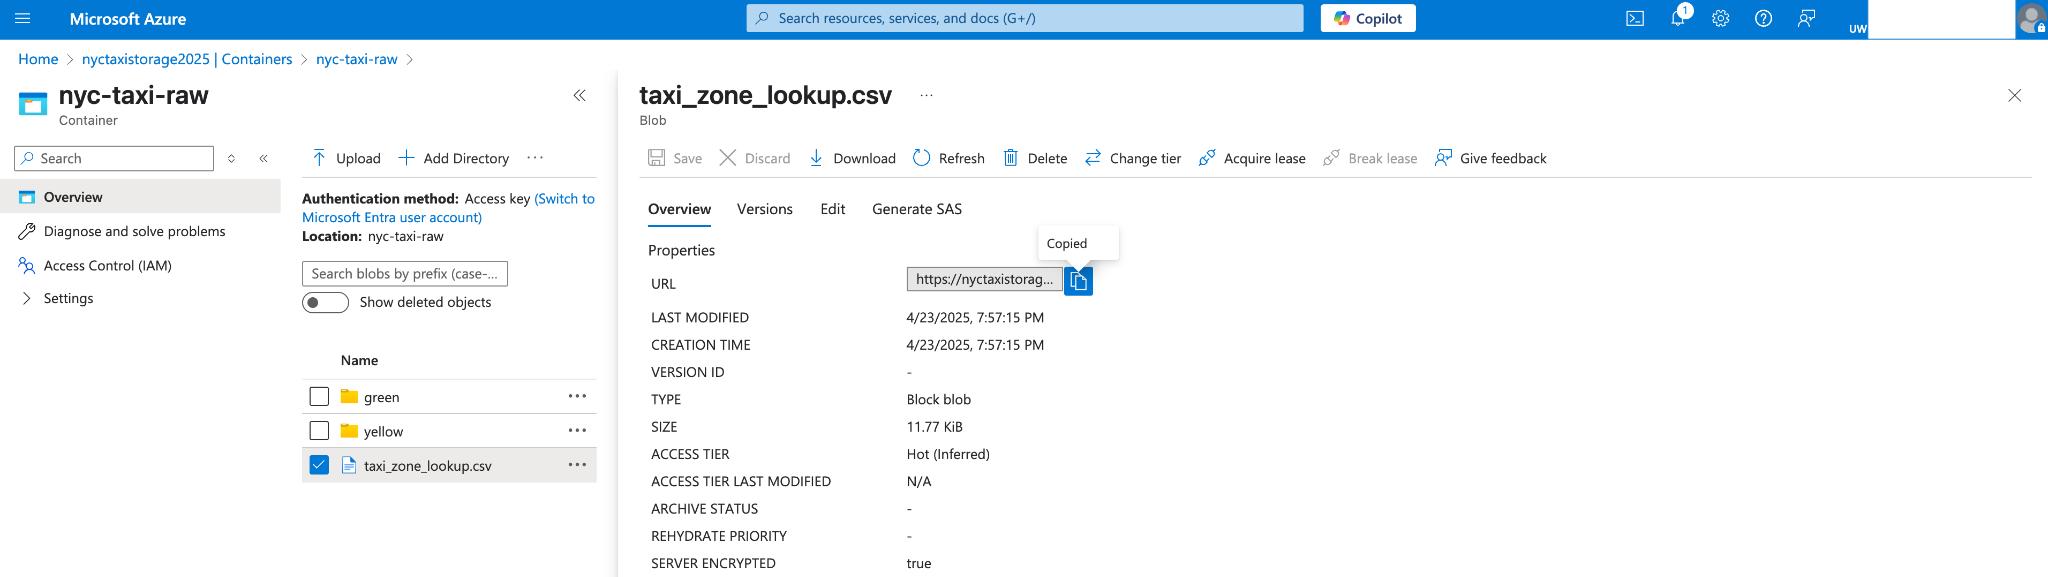 Microsoft Azure
Search resources, services, and docs (G+/)
Copilot
1
UW
Home > nyctaxistorage2025 | Containers > nyc-taxi-raw >
nyc-taxi-raw
Container
Search
Overview
Diagnose and solve problems
Access Control (IAM)
Settings
Upload
Add Directory
Authentication method: Access key (Switch to
Microsoft Entra user account)
Location: nyc-taxi-raw
Search blobs by prefix (case-...
Show deleted objects
Name
green
yellow
taxi_zone_lookup.csv
taxi_zone_lookup.csv
Blob
Save
Discard
Download
Refresh
Delete
Change tier
Acquire lease
Break lease
Give feedback
Overview
Versions
Edit
Generate SAS
Copied
Properties
URL https://nyctaxistorag...
LAST MODIFIED 4/23/2025, 7:57:15 PM
CREATION TIME 4/23/2025, 7:57:15 PM
VERSION ID -
TYPE Block blob
SIZE 11.77 KiB
ACCESS TIER Hot (Inferred)
ACCESS TIER LAST MODIFIED N/A
ARCHIVE STATUS -
REHYDRATE PRIORITY -
SERVER ENCRYPTED true